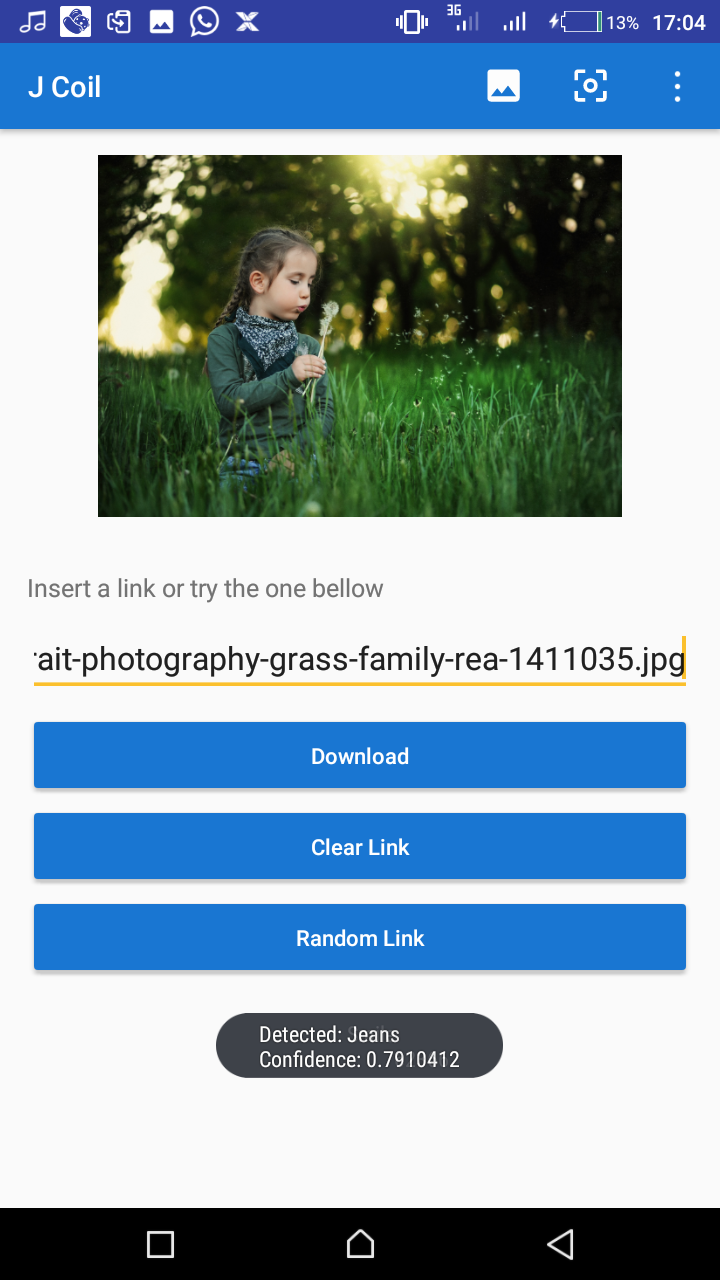 3G
13% 17:04
J Coil
Insert a link or try the one bellow
ait-photography-grass-family-rea-1411035.jpg
Download
Clear Link
Random Link
Detected: Jeans
Confidence: 0.7910412